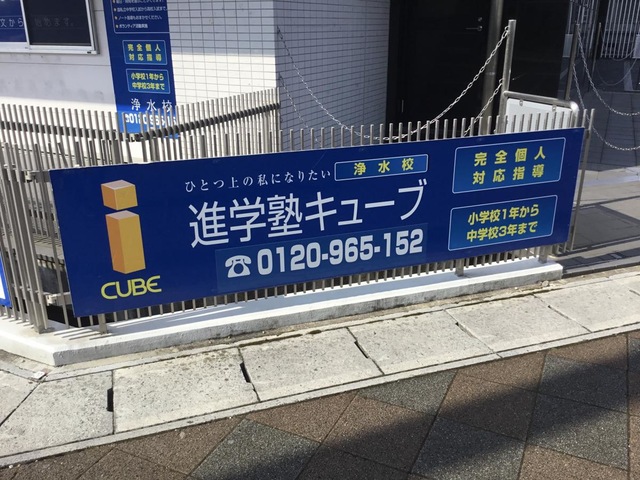 完全個人
対応指導
小学校1年から
中学校3年まで
浄水校
ひとつ上の私になりたい
浄水校
進学塾キューブ
☎0120-965-152
i
CUBE
完全個人
対応指導
小学校1年から
中学校3年まで